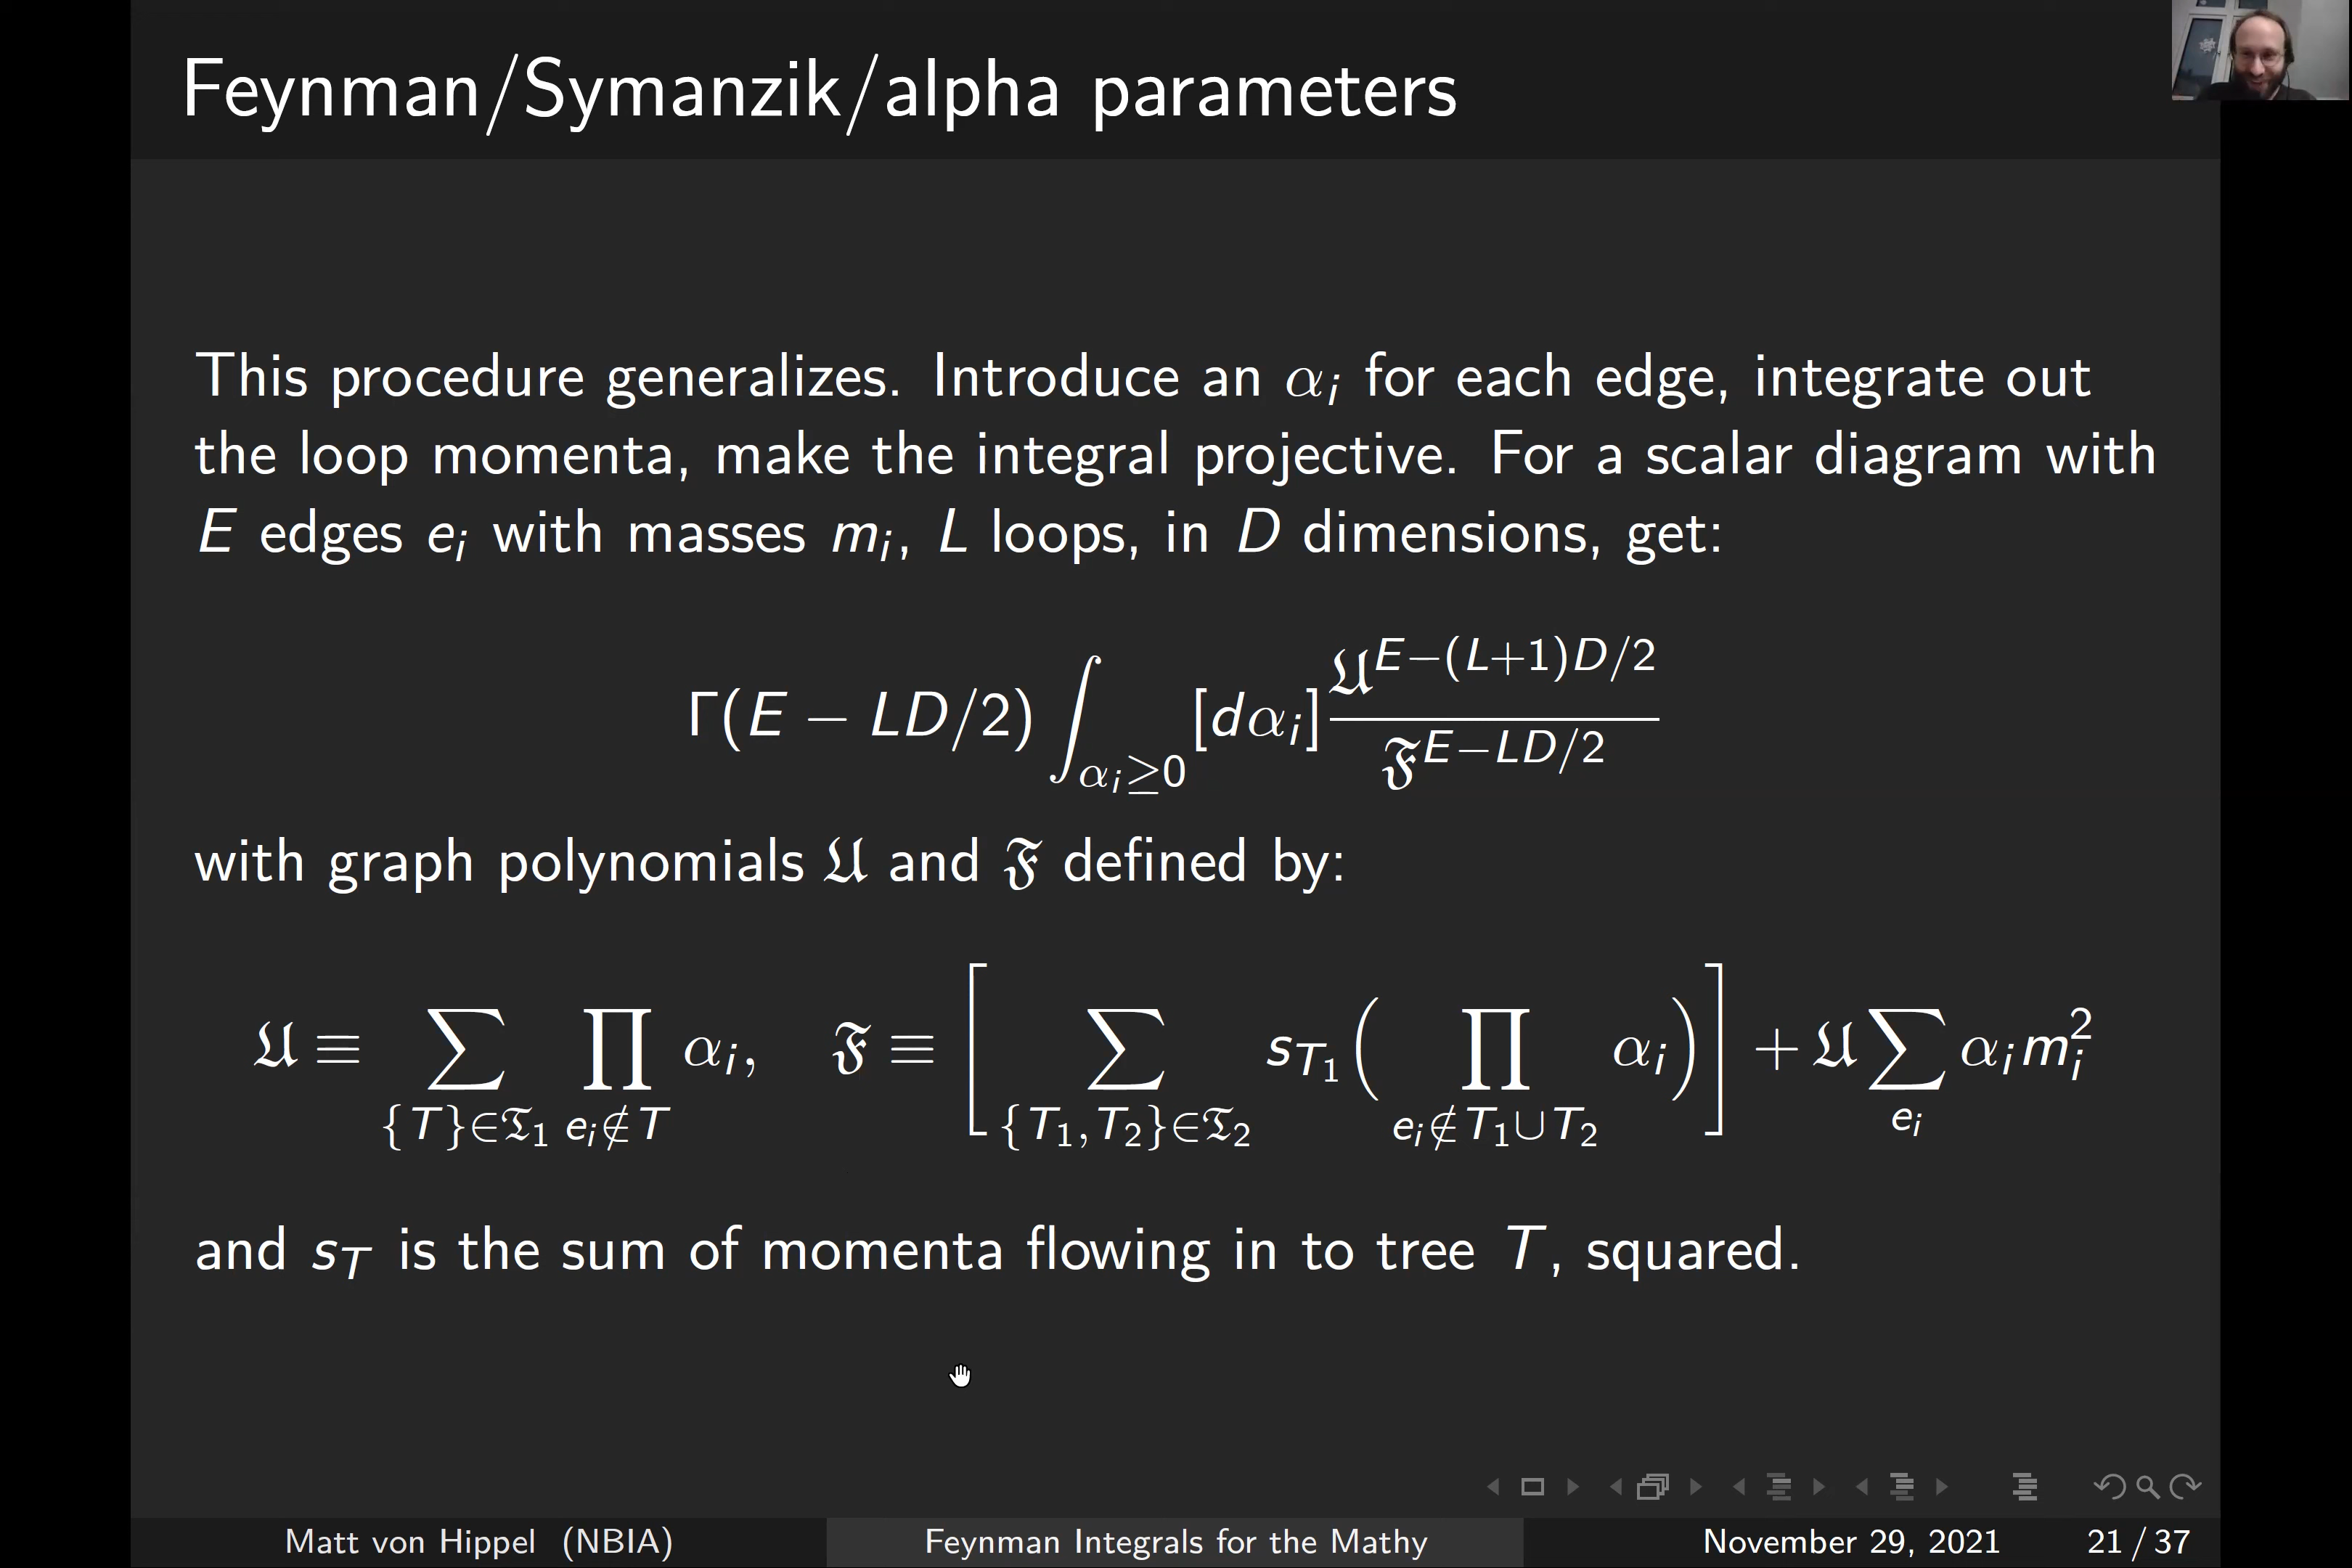 Feynman/Symanzik/alpha parameters
This procedure generalizes. Introduce an αᵢ for each edge, integrate out
the loop momenta, make the integral projective. For a scalar diagram with
E edges eᵢ with masses mᵢ, L loops, in D dimensions, get:
Γ(E − LD/2) ∫_{αᵢ≥0} [dαᵢ] 𝔘^{E−(L+1)D/2} / 𝔉^{E−LD/2}
with graph polynomials 𝔘 and 𝔉 defined by:
𝔘 ≡ ∑_{{T}∈𝔗₁} ∏_{eᵢ∉T} αᵢ, 𝔉 ≡ [ ∑_{{T₁,T₂}∈𝔗₂} s_{T₁} ( ∏_{eᵢ∉T₁∪T₂} αᵢ ) ] + 𝔘 ∑_{eᵢ} αᵢ mᵢ²
and s_T is the sum of momenta flowing in to tree T, squared.
Matt von Hippel (NBIA) Feynman Integrals for the Mathy November 29, 2021 21 / 37